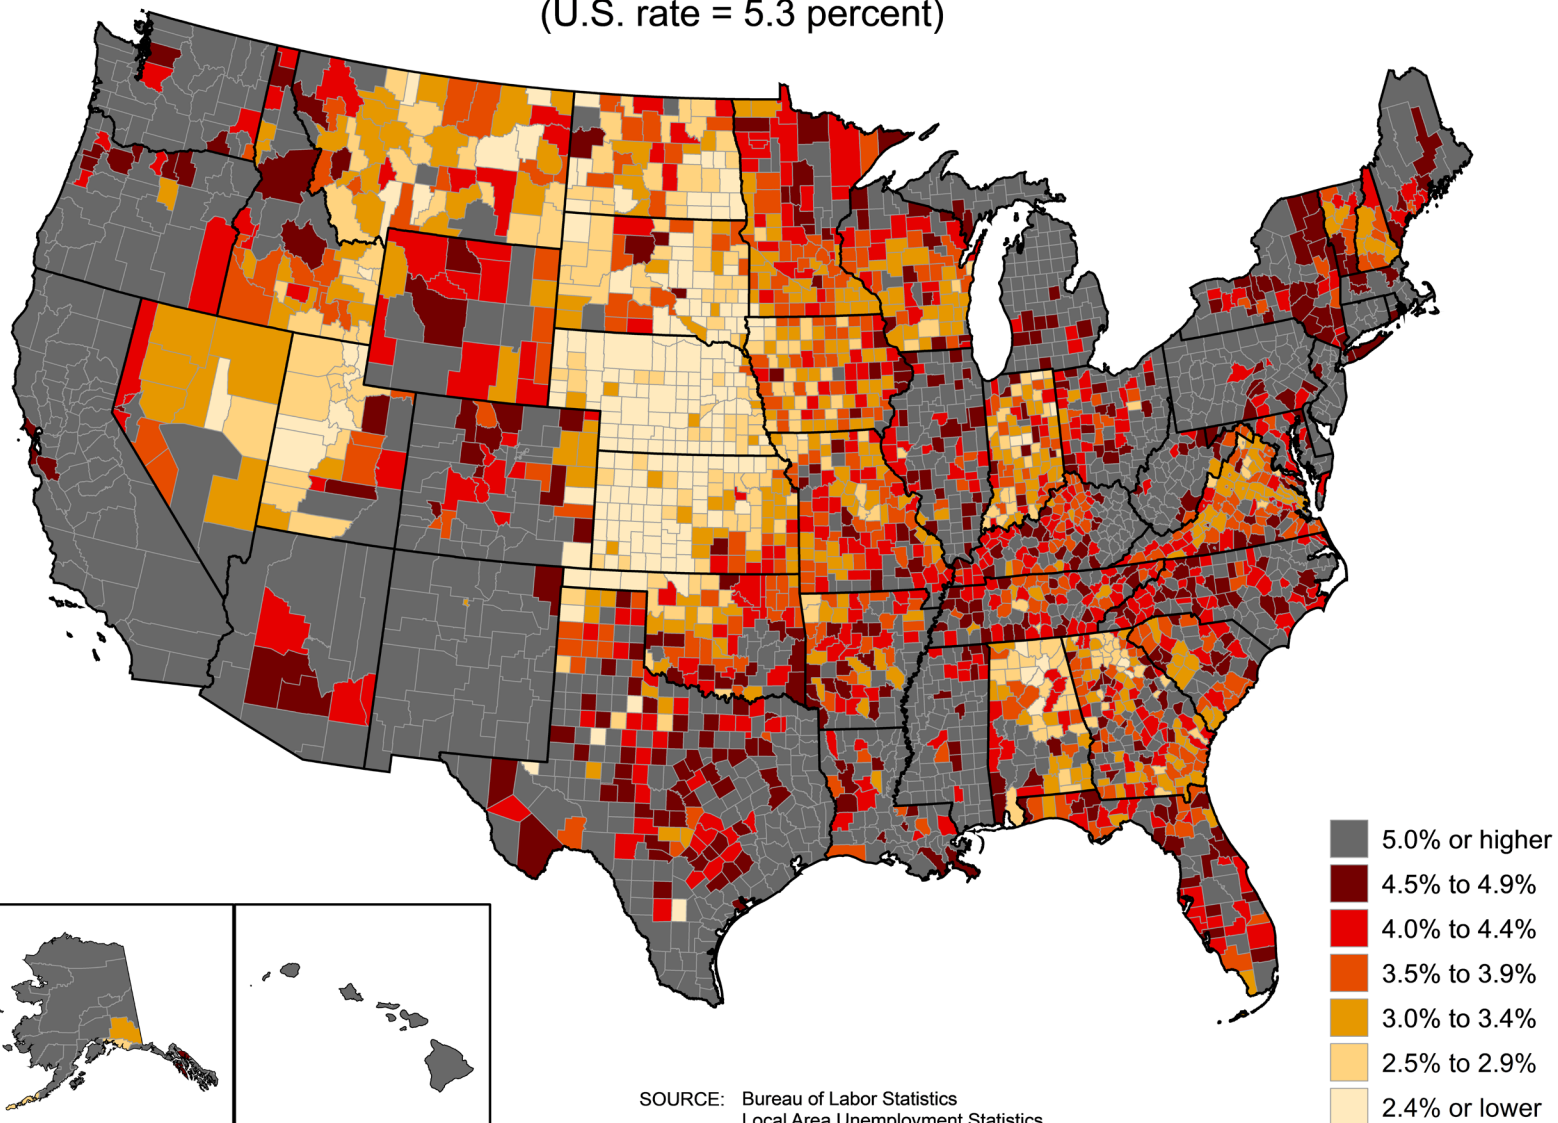 (U.S. rate = 5.3 percent)
5.0% or higher
4.5% to 4.9%
4.0% to 4.4%
3.5% to 3.9%
3.0% to 3.4%
2.5% to 2.9%
2.4% or lower
SOURCE: Bureau of Labor Statistics
Local Area Unemployment Statistics